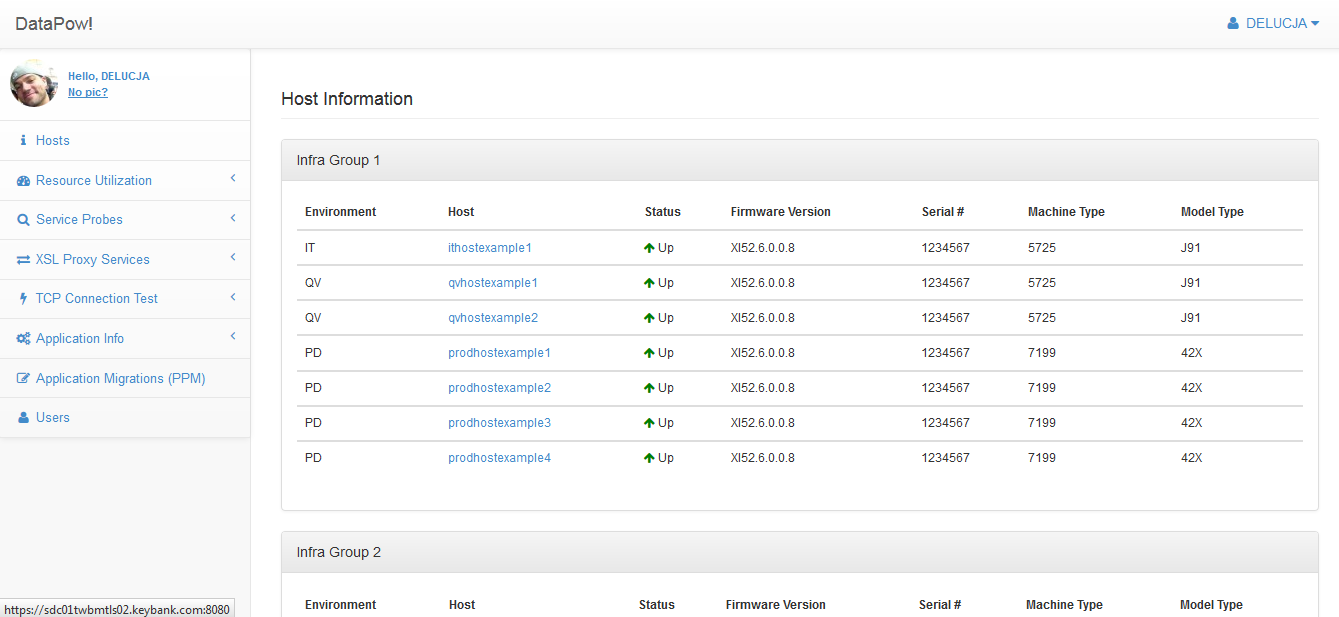 DataPow!
DELUCJA
Hello, DELUCJA
No pic?
Hosts
Resource Utilization
Service Probes
XSL Proxy Services
TCP Connection Test
Application Info
Application Migrations (PPM)
Users
Host Information
Infra Group 1
Environment Host Status Firmware Version Serial # Machine Type Model Type
IT ithostexample1 Up XI52.6.0.0.8 1234567 5725 J91
QV qvhostexample1 Up XI52.6.0.0.8 1234567 5725 J91
QV qvhostexample2 Up XI52.6.0.0.8 1234567 5725 J91
PD prodhostexample1 Up XI52.6.0.0.8 1234567 7199 42X
PD prodhostexample2 Up XI52.6.0.0.8 1234567 7199 42X
PD prodhostexample3 Up XI52.6.0.0.8 1234567 7199 42X
PD prodhostexample4 Up XI52.6.0.0.8 1234567 7199 42X
Infra Group 2
Environment Host Status Firmware Version Serial # Machine Type Model Type
https://sdc01twbmtls02.keybank.com:8080